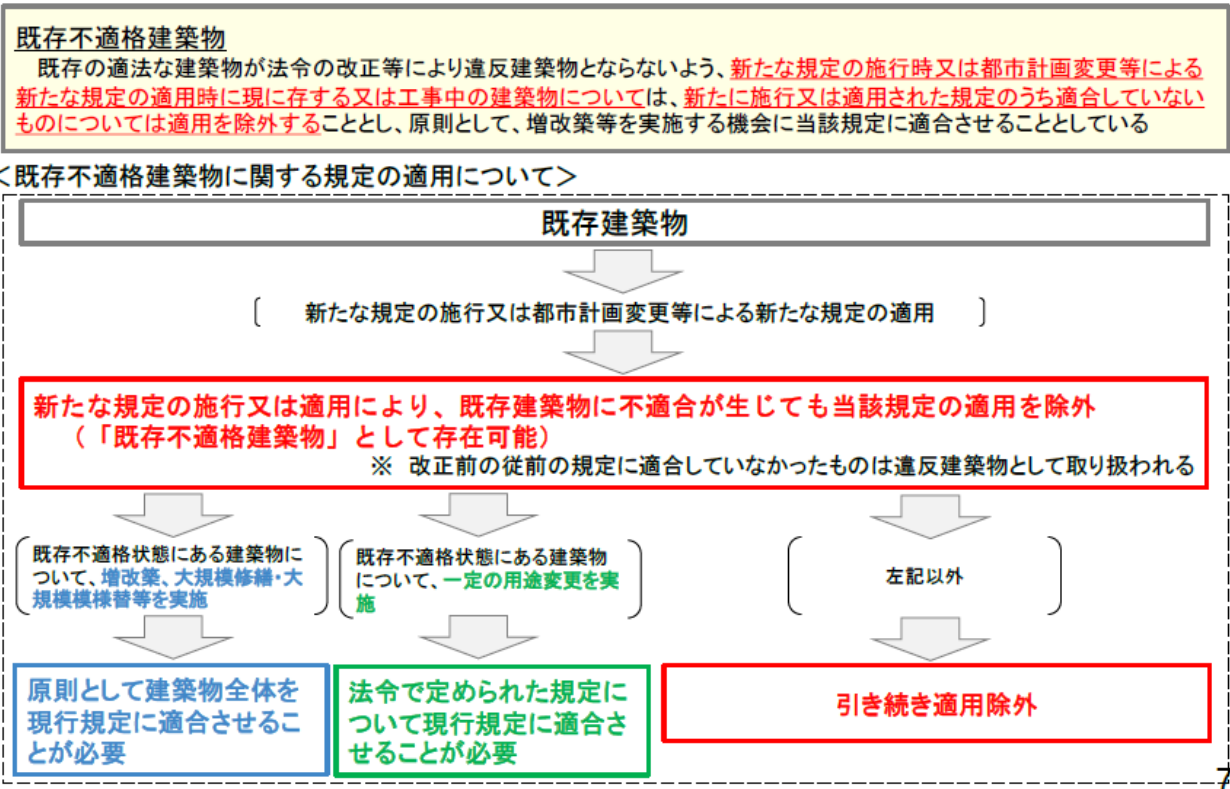 既存不適格建築物
既存の適法な建築物が法令の改正等により違反建築物とならないよう、新たな規定の施行時又は都市計画変更等による
新たな規定の適用時に現に存する又は工事中の建築物については、新たに施行又は適用された規定のうち適合していない
ものについては適用を除外することとし、原則として、増改築等を実施する機会に当該規定に適合させることとしている
＜既存不適格建築物に関する規定の適用について＞
既存建築物
〔 新たな規定の施行又は都市計画変更等による新たな規定の適用 〕
新たな規定の施行又は適用により、既存建築物に不適合が生じても当該規定の適用を除外
（「既存不適格建築物」として存在可能）
※ 改正前の従前の規定に適合していなかったものは違反建築物として取り扱われる
既存不適格状態にある建築物に
ついて、増改築、大規模修繕・大
規模模様替等を実施
既存不適格状態にある建築物
について、一定の用途変更を実
施
左記以外
原則として建築物全体を
現行規定に適合させるこ
とが必要
法令で定められた規定に
ついて現行規定に適合さ
せることが必要
引き続き適用除外
7